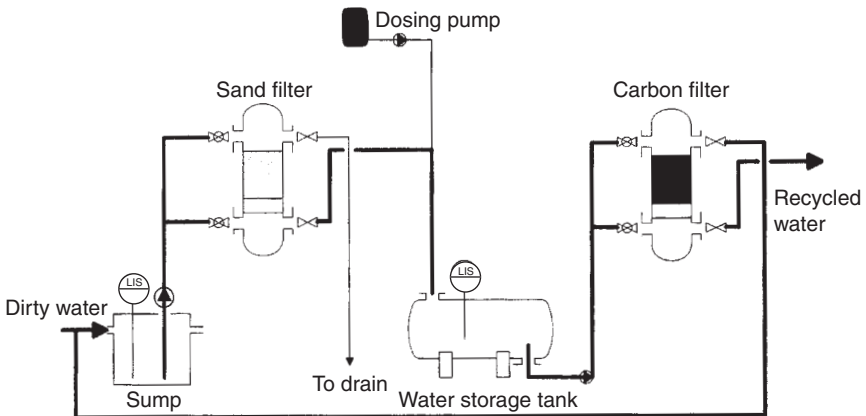 Dosing pump
Sand filter
Carbon filter
Recycled
water
LIS
LIS
Dirty water
To drain
Sump
Water storage tank